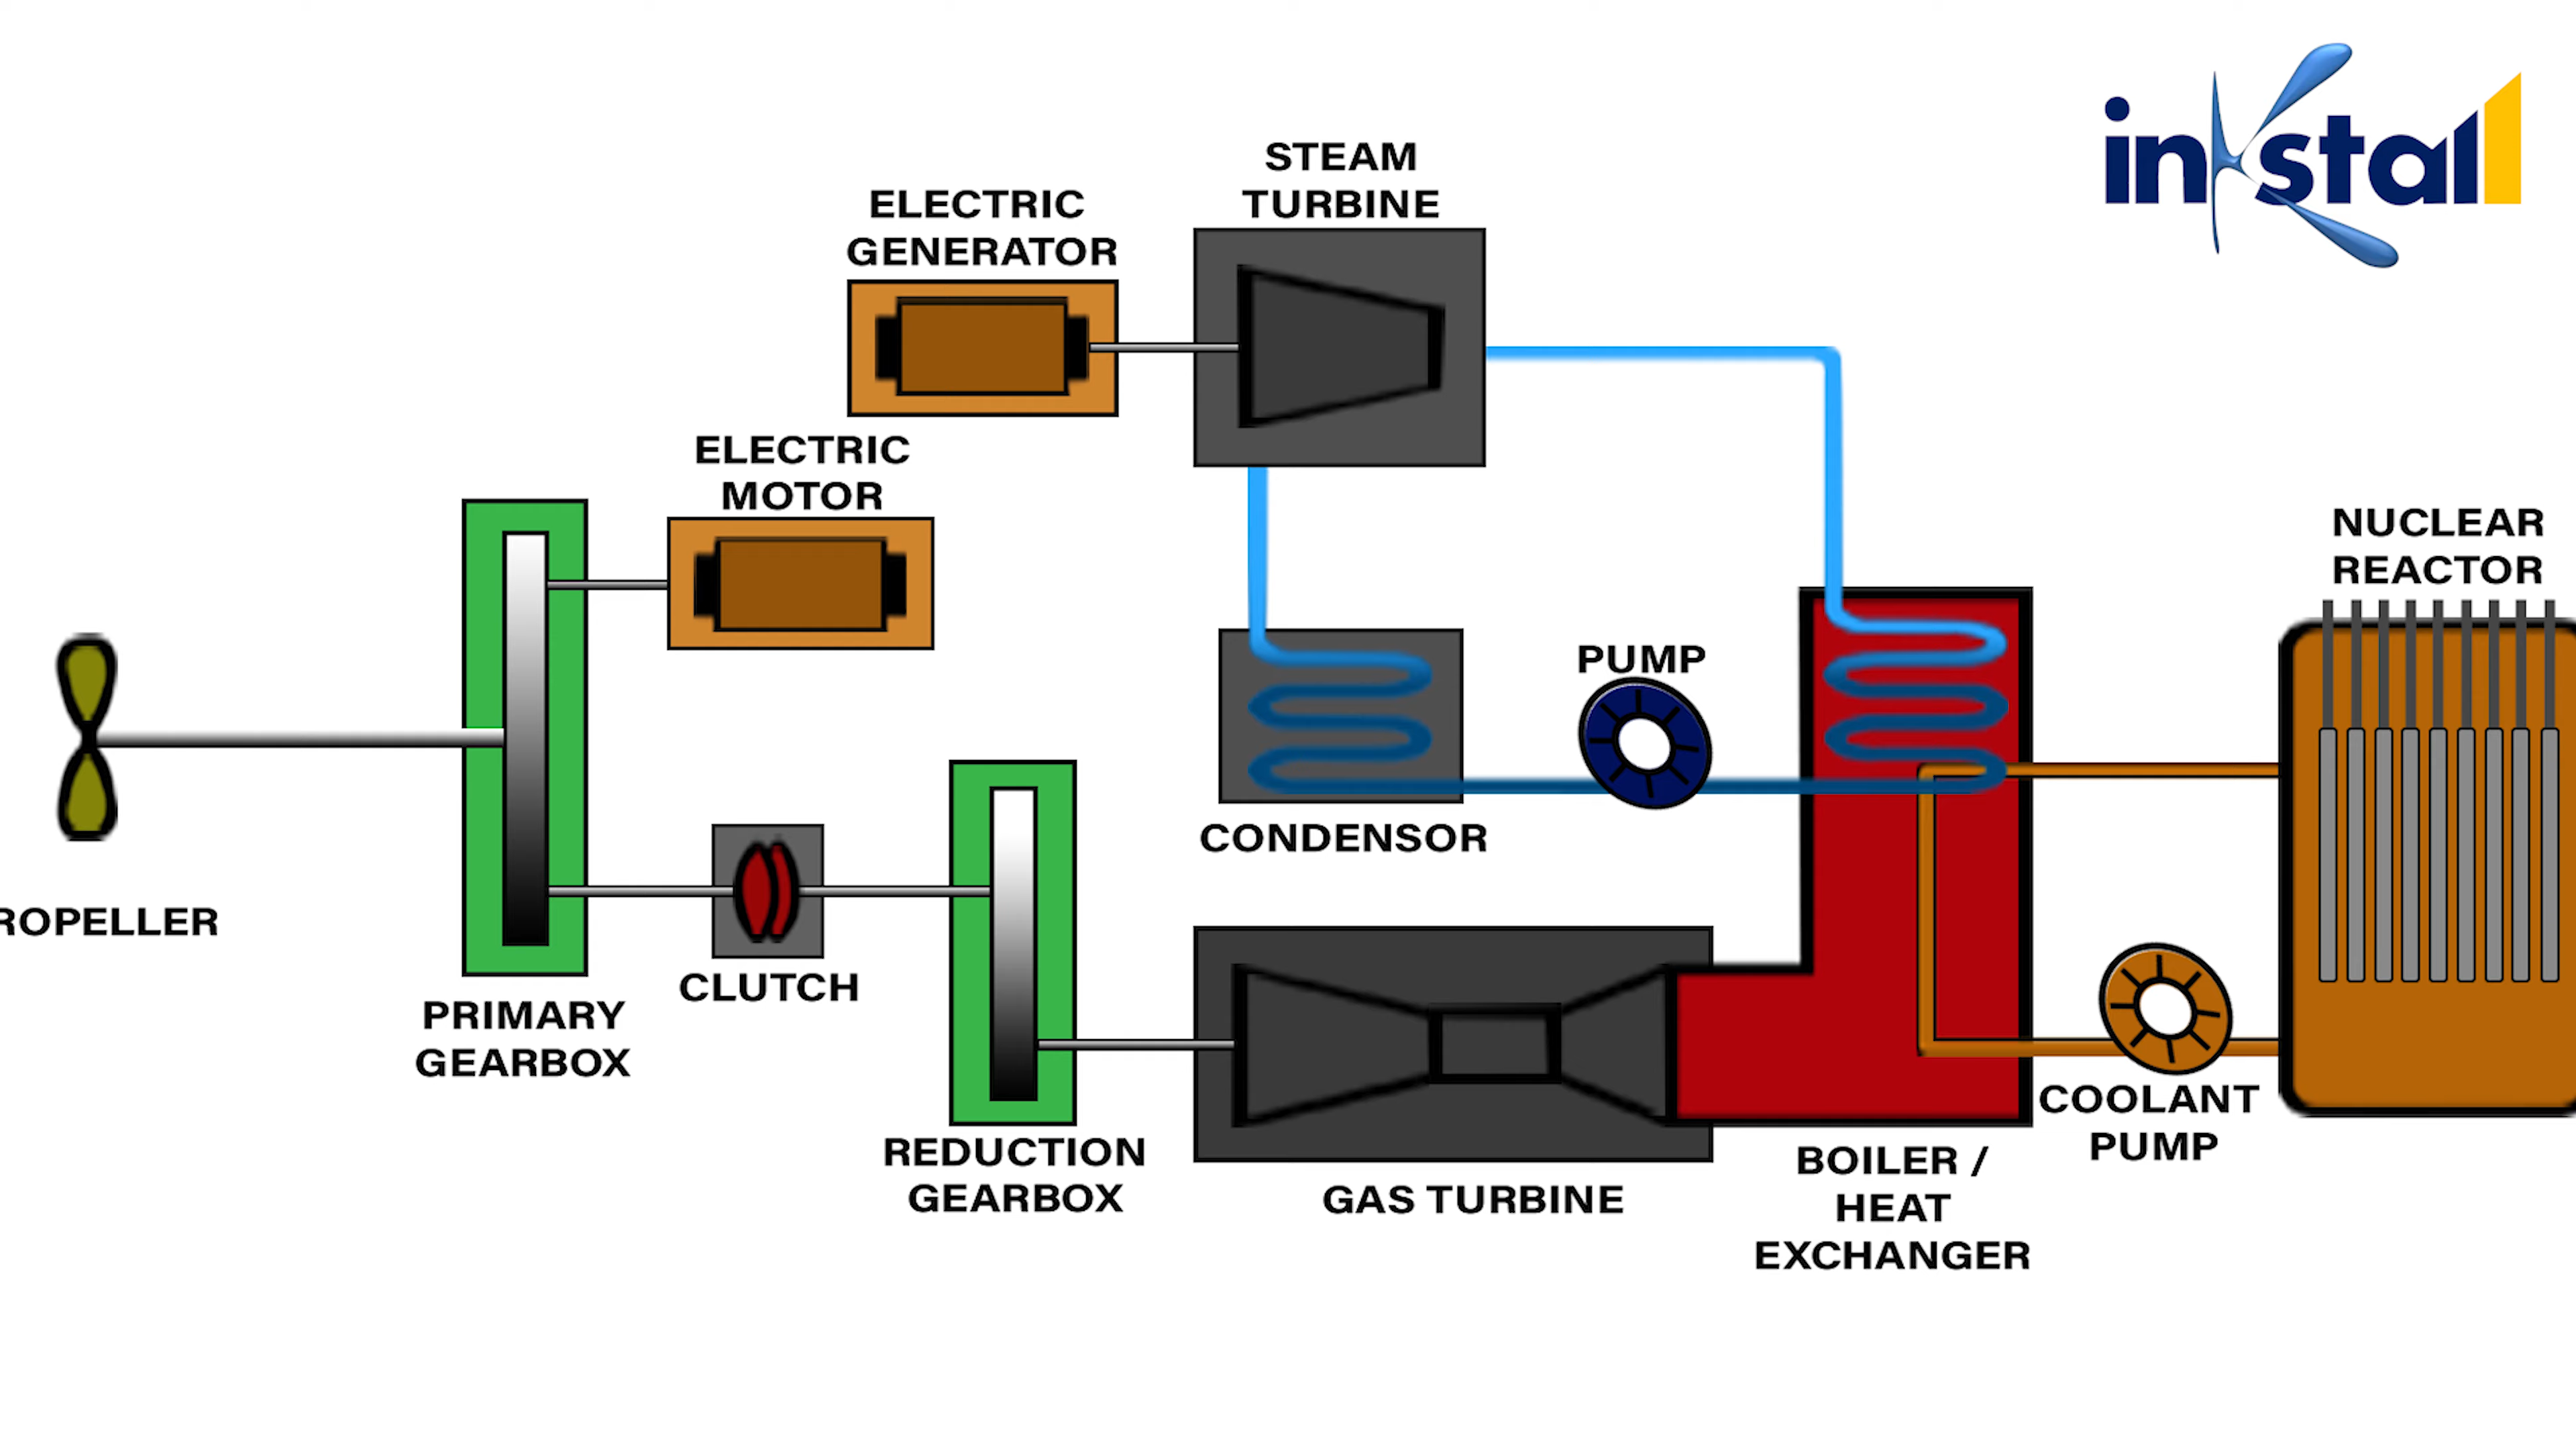 inKstall
STEAM
TURBINE
ELECTRIC
GENERATOR
ELECTRIC
MOTOR
NUCLEAR
REACTOR
PUMP
CONDENSOR
ROPELLER
CLUTCH
PRIMARY
GEARBOX
COOLANT
PUMP
REDUCTION
GEARBOX
GAS TURBINE
BOILER /
HEAT
EXCHANGER